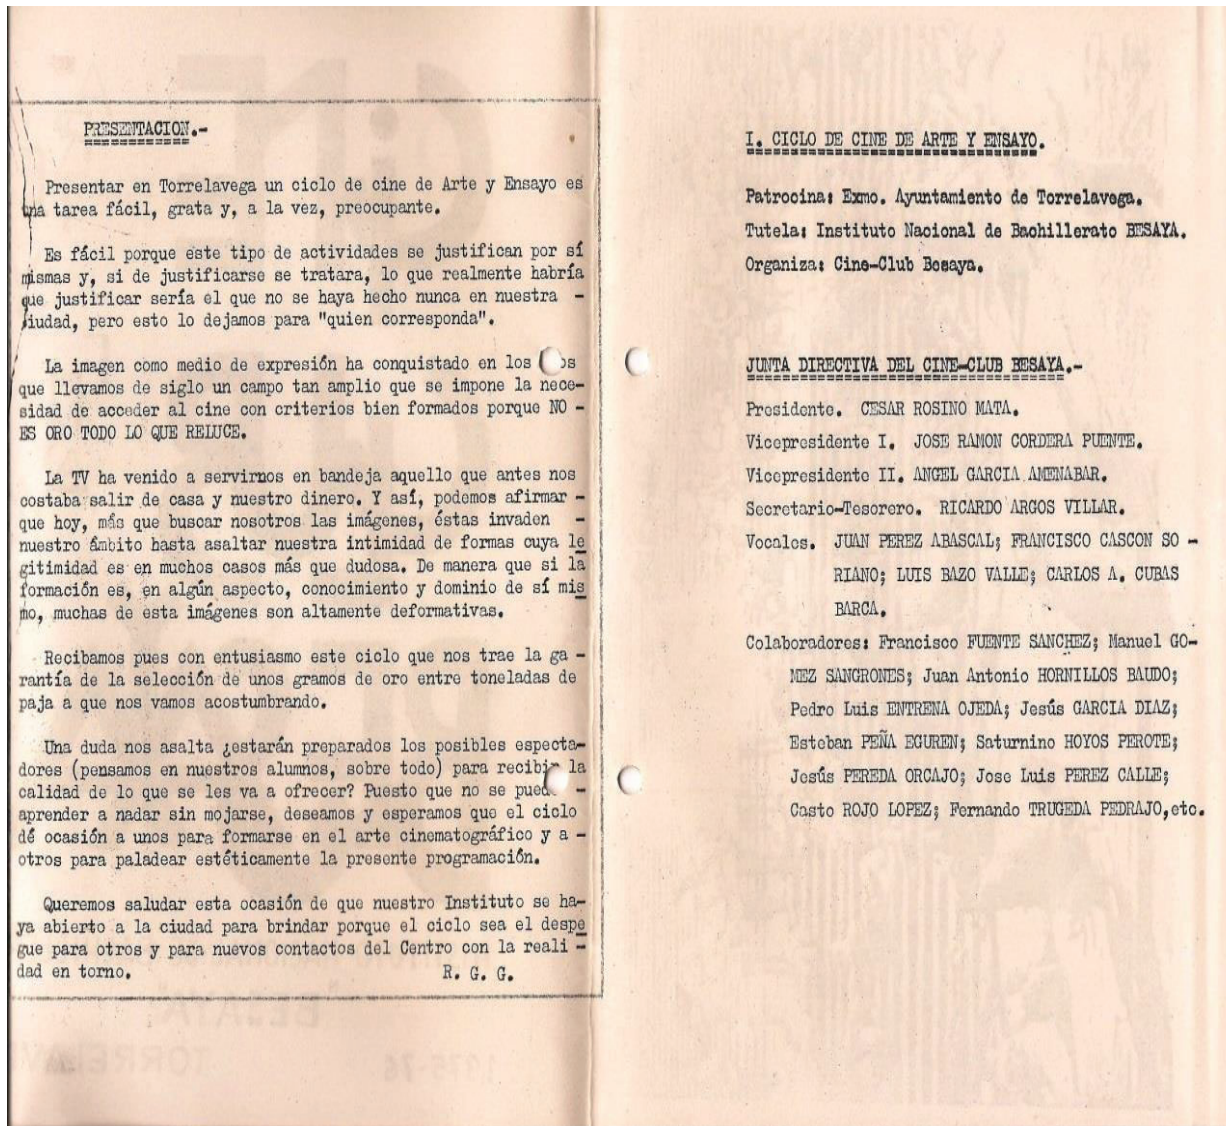 PRESENTACION.-
Presentar en Torrelavega un ciclo de cine de Arte y Ensayo es
una tarea fácil, grata y, a la vez, preocupante.
Es fácil porque este tipo de actividades se justifican por sí
mismas y, si de justificarse se tratara, lo que realmente habría
que justificar sería el que no se haya hecho nunca en nuestra -
ciudad, pero esto lo dejamos para "quien corresponda".
La imagen como medio de expresión ha conquistado en los
que llevamos de siglo un campo tan amplio que se impone la nece-
sidad de acceder al cine con criterios bien formados porque NO -
ES ORO TODO LO QUE RELUCE.
La TV ha venido a servirnos en bandeja aquello que antes nos
costaba salir de casa y nuestro dinero. Y así, podemos afirmar -
que hoy, más que buscar nosotros las imágenes, éstas invaden -
nuestro ámbito hasta asaltar nuestra intimidad de formas cuya le
gitimidad es en muchos casos más que dudosa. De manera que si la
formación es, en algún aspecto, conocimiento y dominio de sí mis
mo, muchas de esta imágenes son altamente deformativas.
Recibamos pues con entusiasmo este ciclo que nos trae la ga -
rantía de la selección de unos gramos de oro entre toneladas de
paja a que nos vamos acostumbrando.
Una duda nos asalta ¿estarán preparados los posibles especta-
dores (pensamos en nuestros alumnos, sobre todo) para recibir la
calidad de lo que se les va a ofrecer? Puesto que no se puede -
aprender a nadar sin mojarse, deseamos y esperamos que el ciclo
dé ocasión a unos para formarse en el arte cinematográfico y a -
otros para paladear estéticamente la presente programación.
Queremos saludar esta ocasión de que nuestro Instituto se ha-
ya abierto a la ciudad para brindar porque el ciclo sea el despe
gue para otros y para nuevos contactos del Centro con la reali -
dad en torno. R. G. G.
I. CICLO DE CINE DE ARTE Y ENSAYO.
Patrocina: Exmo. Ayuntamiento de Torrelavega.
Tutela: Instituto Nacional de Bachillerato BESAYA.
Organiza: Cine-Club Besaya.
JUNTA DIRECTIVA DEL CINE-CLUB BESAYA.-
Presidente. CESAR ROSINO MATA.
Vicepresidente I. JOSE RAMON CORDERA PUENTE.
Vicepresidente II. ANGEL GARCIA AMENABAR.
Secretario-Tesorero. RICARDO ARGOS VILLAR.
Vocales. JUAN PEREZ ABASCAL; FRANCISCO CASCON SO -
RIANO; LUIS BAZO VALLE; CARLOS A. CUBAS
BARCA.
Colaboradores: Francisco FUENTE SANCHEZ; Manuel GO-
MEZ SANGRONES; Juan Antonio HORNILLOS BAUDO;
Pedro Luis ENTRENA OJEDA; Jesús GARCIA DIAZ;
Esteban PEÑA EGUREN; Saturnino HOYOS PEROTE;
Jesús PEREDA ORCAJO; Jose Luis PEREZ CALLE;
Casto ROJO LOPEZ; Fernando TRUGEDA PEDRAJO,etc.